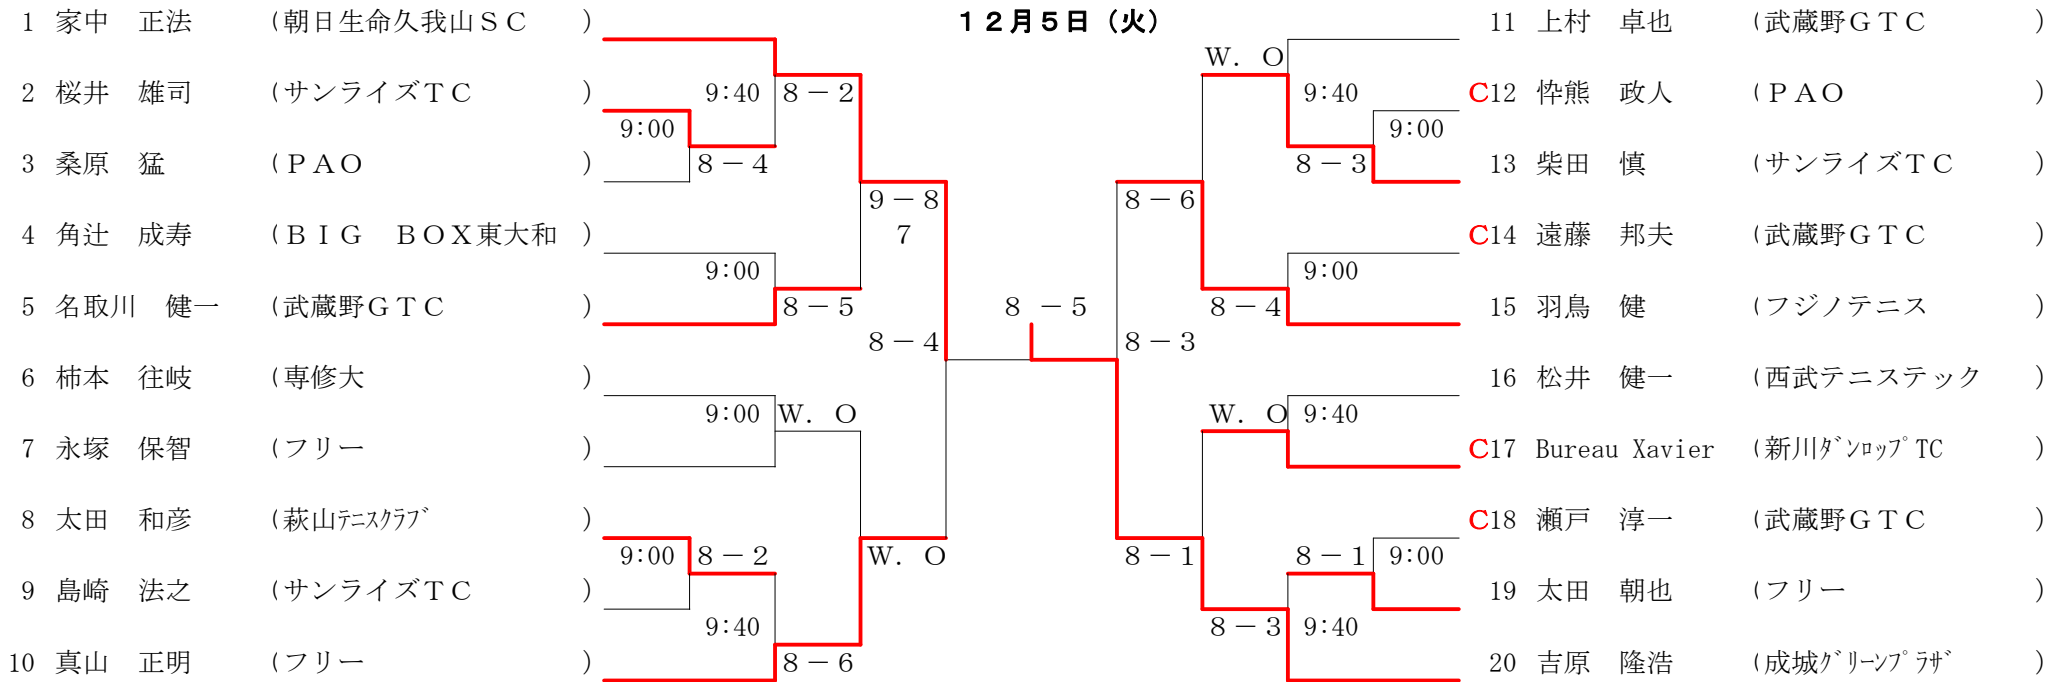 1 家中　正法 (朝日生命久我山ＳＣ )
１２月５日（火）
11 上村　卓也 (武蔵野ＧＴＣ )
W. O
2 桜井　雄司 (サンライズＴＣ )
9:40 8－2
9:40
C12 忰熊　政人 (ＰＡＯ )
9:00
9:00
3 桑原　猛 (ＰＡＯ )
8－4
8－3
13 柴田　慎 (サンライズＴＣ )
9－8
8－6
4 角辻　成寿 (ＢＩＧ　ＢＯＸ東大和 )
7
C14 遠藤　邦夫 (武蔵野ＧＴＣ )
9:00
9:00
5 名取川　健一 (武蔵野ＧＴＣ )
8－5
8 －5
8－4
15 羽鳥　健 (フジノテニス )
8－4
8－3
6 柿本　往岐 (専修大 )
16 松井　健一 (西武テニステック )
9:00 W. O
W. O 9:40
7 永塚　保智 (フリー )
C17 Bureau Xavier (新川ﾀﾞﾝﾛｯﾌﾟTC )
8 太田　和彦 (萩山ﾃﾆｽｸﾗﾌﾞ )
C18 瀬戸　淳一 (武蔵野ＧＴＣ )
9:00 8－2
W. O
8－1
8－1 9:00
9 島崎　法之 (サンライズＴＣ )
19 太田　朝也 (フリー )
9:40
8－3 9:40
10 真山　正明 (フリー )
8－6
20 吉原　隆浩 (成城ｸﾞﾘｰﾝﾌﾟﾗｻﾞ )